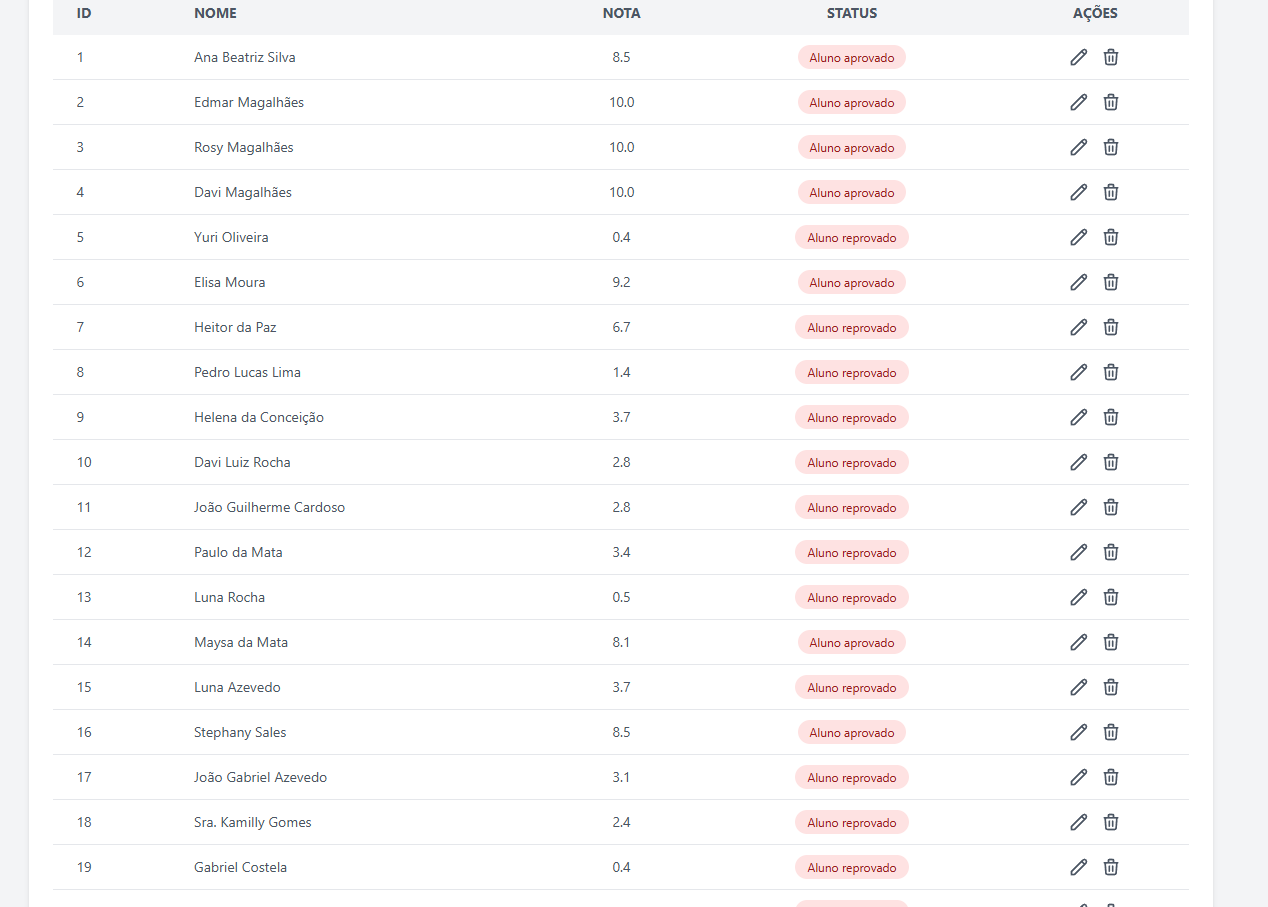 ID NOME NOTA STATUS AÇÕES
1 Ana Beatriz Silva 8.5 Aluno aprovado
2 Edmar Magalhães 10.0 Aluno aprovado
3 Rosy Magalhães 10.0 Aluno aprovado
4 Davi Magalhães 10.0 Aluno aprovado
5 Yuri Oliveira 0.4 Aluno reprovado
6 Elisa Moura 9.2 Aluno aprovado
7 Heitor da Paz 6.7 Aluno reprovado
8 Pedro Lucas Lima 1.4 Aluno reprovado
9 Helena da Conceição 3.7 Aluno reprovado
10 Davi Luiz Rocha 2.8 Aluno reprovado
11 João Guilherme Cardoso 2.8 Aluno reprovado
12 Paulo da Mata 3.4 Aluno reprovado
13 Luna Rocha 0.5 Aluno reprovado
14 Maysa da Mata 8.1 Aluno aprovado
15 Luna Azevedo 3.7 Aluno reprovado
16 Stephany Sales 8.5 Aluno aprovado
17 João Gabriel Azevedo 3.1 Aluno reprovado
18 Sra. Kamilly Gomes 2.4 Aluno reprovado
19 Gabriel Costela 0.4 Aluno reprovado